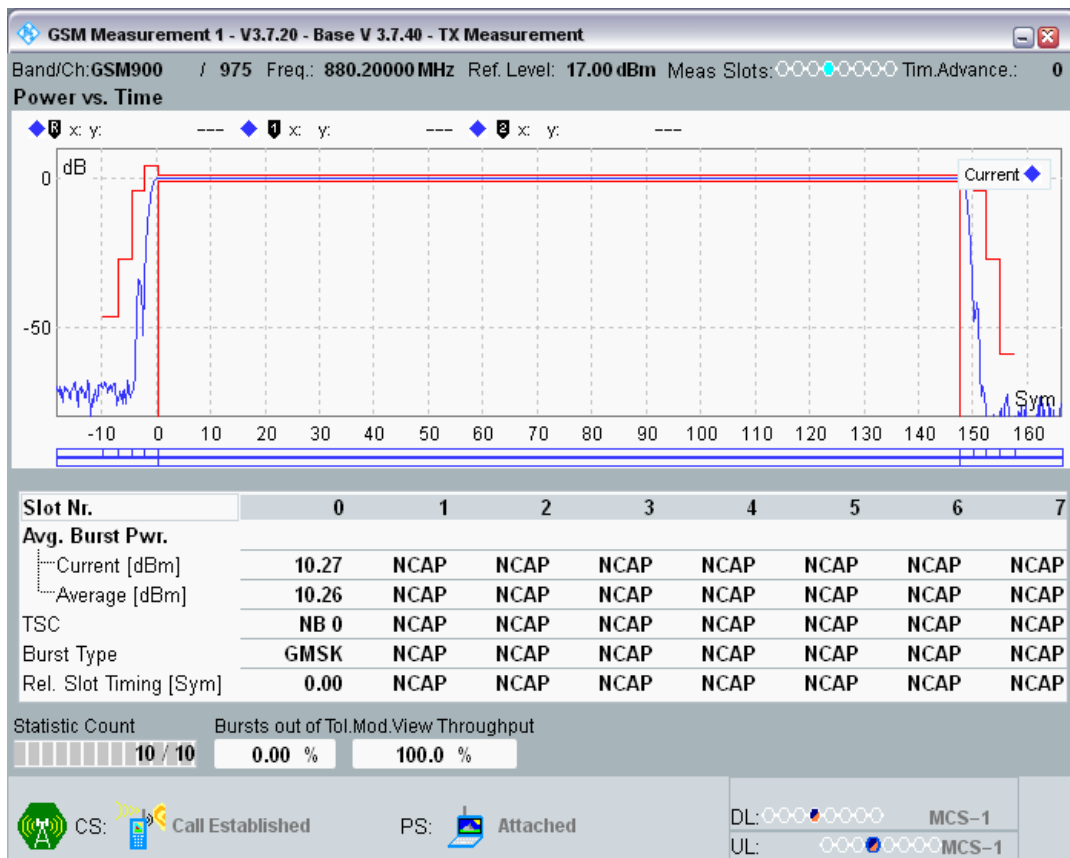 GSM Measurement 1 - V3.7.20 - Base V 3.7.40 - TX Measurement
Band/Ch:GSM900 / 975 Freq.: 880.20000 MHz Ref. Level: 17.00 dBm Meas Slots: Tim.Advance.: 0
Power vs. Time
R x: y: --- 1 x: y: --- 2 x: y: ---
dB
0
Current
-50
Sym
-10 0 10 20 30 40 50 60 70 80 90 100 110 120 130 140 150 160
Slot Nr. 0 1 2 3 4 5 6 7
Avg. Burst Pwr.
Current [dBm] 10.27 NCAP NCAP NCAP NCAP NCAP NCAP NCAP
Average [dBm] 10.26 NCAP NCAP NCAP NCAP NCAP NCAP NCAP
TSC NB 0 NCAP NCAP NCAP NCAP NCAP NCAP NCAP
Burst Type GMSK NCAP NCAP NCAP NCAP NCAP NCAP NCAP
Rel. Slot Timing [Sym] 0.00 NCAP NCAP NCAP NCAP NCAP NCAP NCAP
Statistic Count Bursts out of Tol.Mod.View Throughput
10 / 10 0.00 % 100.0 %
CS: Call Established PS: Attached
DL: MCS-1
UL: MCS-1